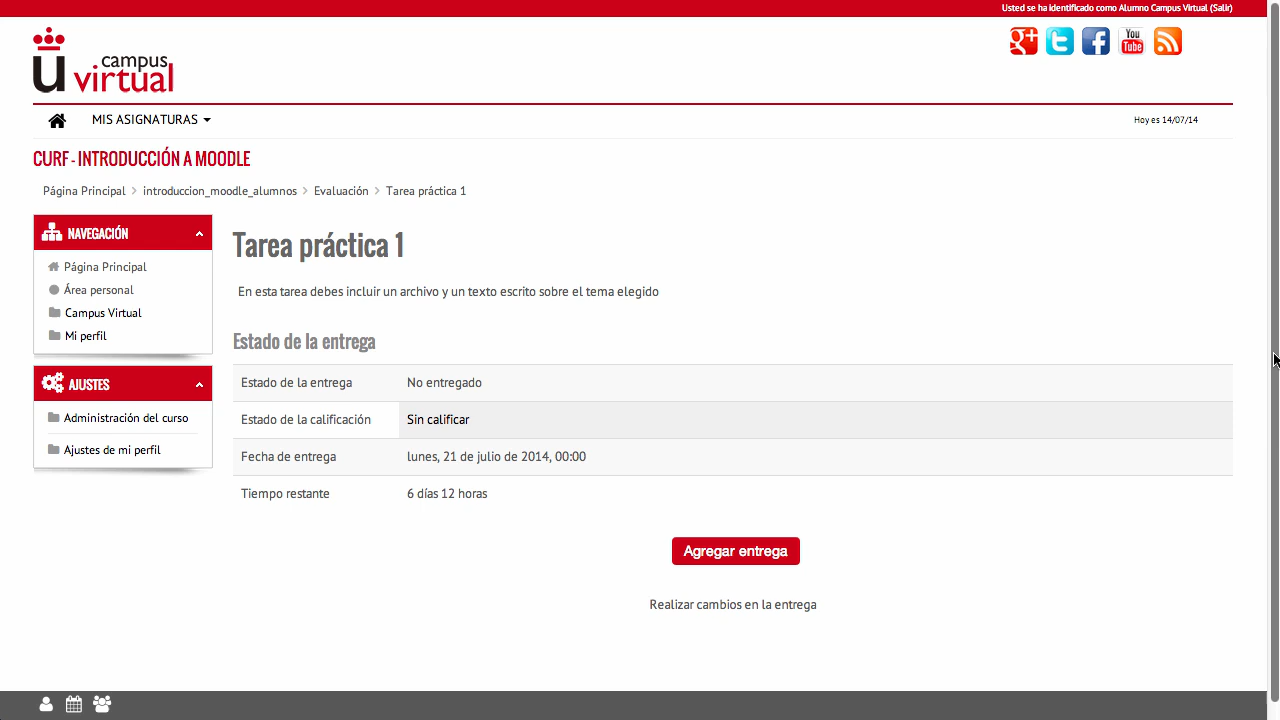 Usted se ha identificado como Alumno Campus Virtual (Salir)
campus
u virtual
g+ t f You Tube
MIS ASIGNATURAS
Hoy es 14/07/14
CURF - INTRODUCCIÓN A MOODLE
Página Principal > introduccion_moodle_alumnos > Evaluación > Tarea práctica 1
NAVEGACIÓN
Página Principal
Área personal
Campus Virtual
Mi perfil
AJUSTES
Administración del curso
Ajustes de mi perfil
Tarea práctica 1
En esta tarea debes incluir un archivo y un texto escrito sobre el tema elegido
Estado de la entrega
Estado de la entrega No entregado
Estado de la calificación Sin calificar
Fecha de entrega lunes, 21 de julio de 2014, 00:00
Tiempo restante 6 días 12 horas
Agregar entrega
Realizar cambios en la entrega